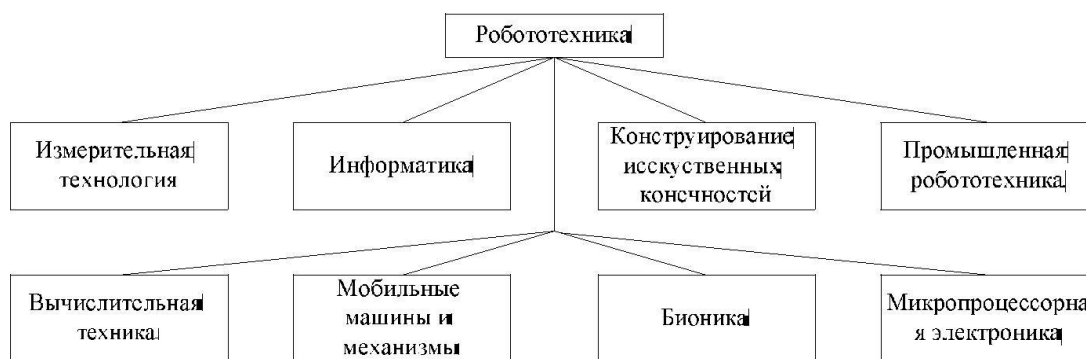 Робототехника
Измерительная
технология
Информатика
Конструирование
исскуственных
конечностей
Промышленная
робототехника.
Вычислительная
техника.
Мобильные
машины и
механизмы
Бионика
Микропроцессорна
я электроника